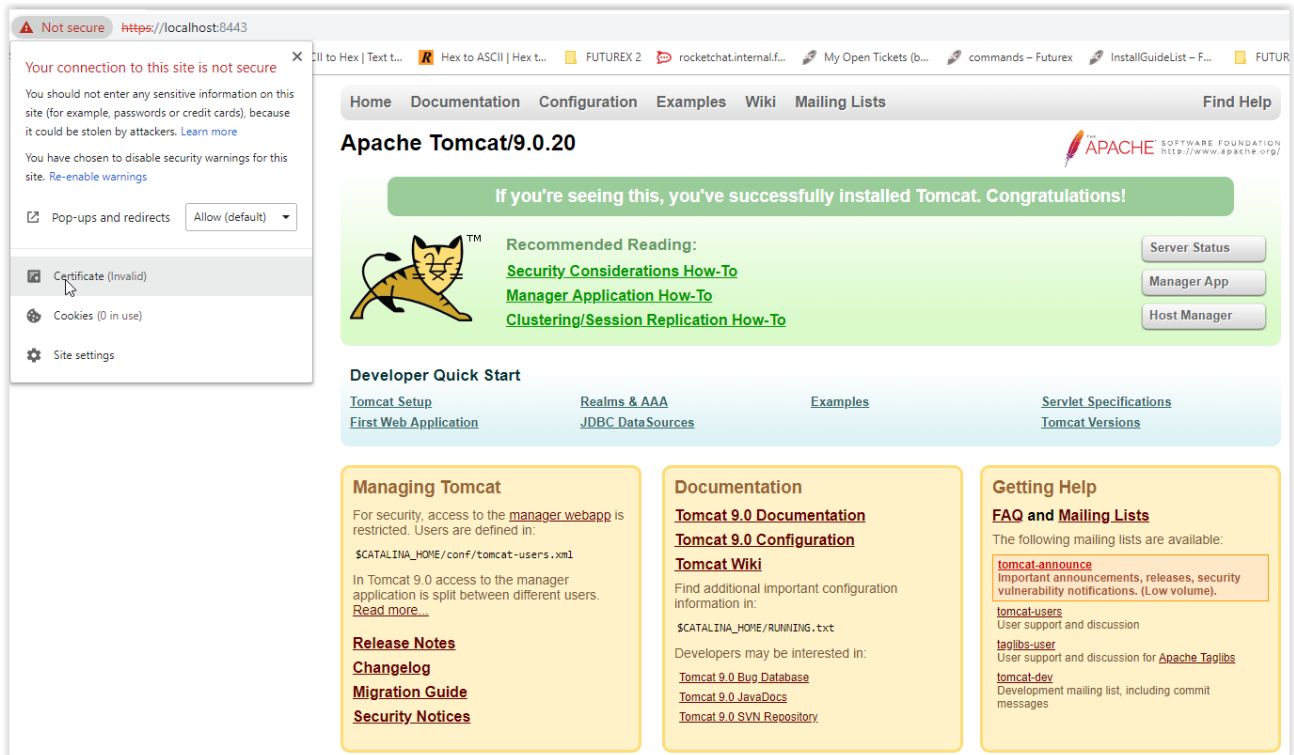 Not secure https://localhost:8443
CII to Hex | Text t... Hex to ASCII | Hex t... FUTUREX 2 rocketchat.internal.f... My Open Tickets (b... commands – Futurex InstallGuideList – F... FUTUR
Your connection to this site is not secure
You should not enter any sensitive information on this
site (for example, passwords or credit cards), because
it could be stolen by attackers. Learn more
You have chosen to disable security warnings for this
site. Re-enable warnings
Pop-ups and redirects Allow (default)
Certificate (Invalid)
Cookies (0 in use)
Site settings
Home Documentation Configuration Examples Wiki Mailing Lists Find Help
Apache Tomcat/9.0.20
THE
APACHE SOFTWARE FOUNDATION
http://www.apache.org/
If you're seeing this, you've successfully installed Tomcat. Congratulations!
TM
Recommended Reading:
Security Considerations How-To
Manager Application How-To
Clustering/Session Replication How-To
Server Status
Manager App
Host Manager
Developer Quick Start
Tomcat Setup
First Web Application
Realms & AAA
JDBC DataSources
Examples
Servlet Specifications
Tomcat Versions
Managing Tomcat
For security, access to the manager webapp is
restricted. Users are defined in:
$CATALINA_HOME/conf/tomcat-users.xml
In Tomcat 9.0 access to the manager
application is split between different users.
Read more...
Release Notes
Changelog
Migration Guide
Security Notices
Documentation
Tomcat 9.0 Documentation
Tomcat 9.0 Configuration
Tomcat Wiki
Find additional important configuration
information in:
$CATALINA_HOME/RUNNING.txt
Developers may be interested in:
Tomcat 9.0 Bug Database
Tomcat 9.0 JavaDocs
Tomcat 9.0 SVN Repository
Getting Help
FAQ and Mailing Lists
The following mailing lists are available:
tomcat-announce
Important announcements, releases, security
vulnerability notifications. (Low volume).
tomcat-users
User support and discussion
taglibs-user
User support and discussion for Apache Taglibs
tomcat-dev
Development mailing list, including commit
messages